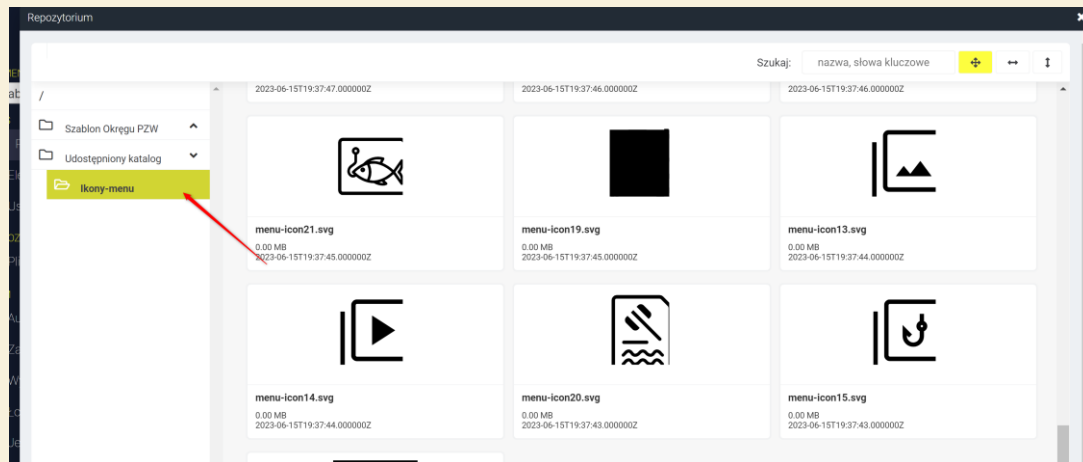 Repozytorium
Szukaj: nazwa, słowa kluczowe
/
Szablon Okręgu PZW
Udostępniony katalog
Ikony-menu
2023-06-15T19:37:47.000000Z
2023-06-15T19:37:46.000000Z
2023-06-15T19:37:46.000000Z
menu-icon21.svg
0.00 MB
2023-06-15T19:37:45.000000Z
menu-icon19.svg
0.00 MB
2023-06-15T19:37:45.000000Z
menu-icon13.svg
0.00 MB
2023-06-15T19:37:44.000000Z
menu-icon14.svg
0.00 MB
2023-06-15T19:37:44.000000Z
menu-icon20.svg
0.00 MB
2023-06-15T19:37:43.000000Z
menu-icon15.svg
0.00 MB
2023-06-15T19:37:43.000000Z